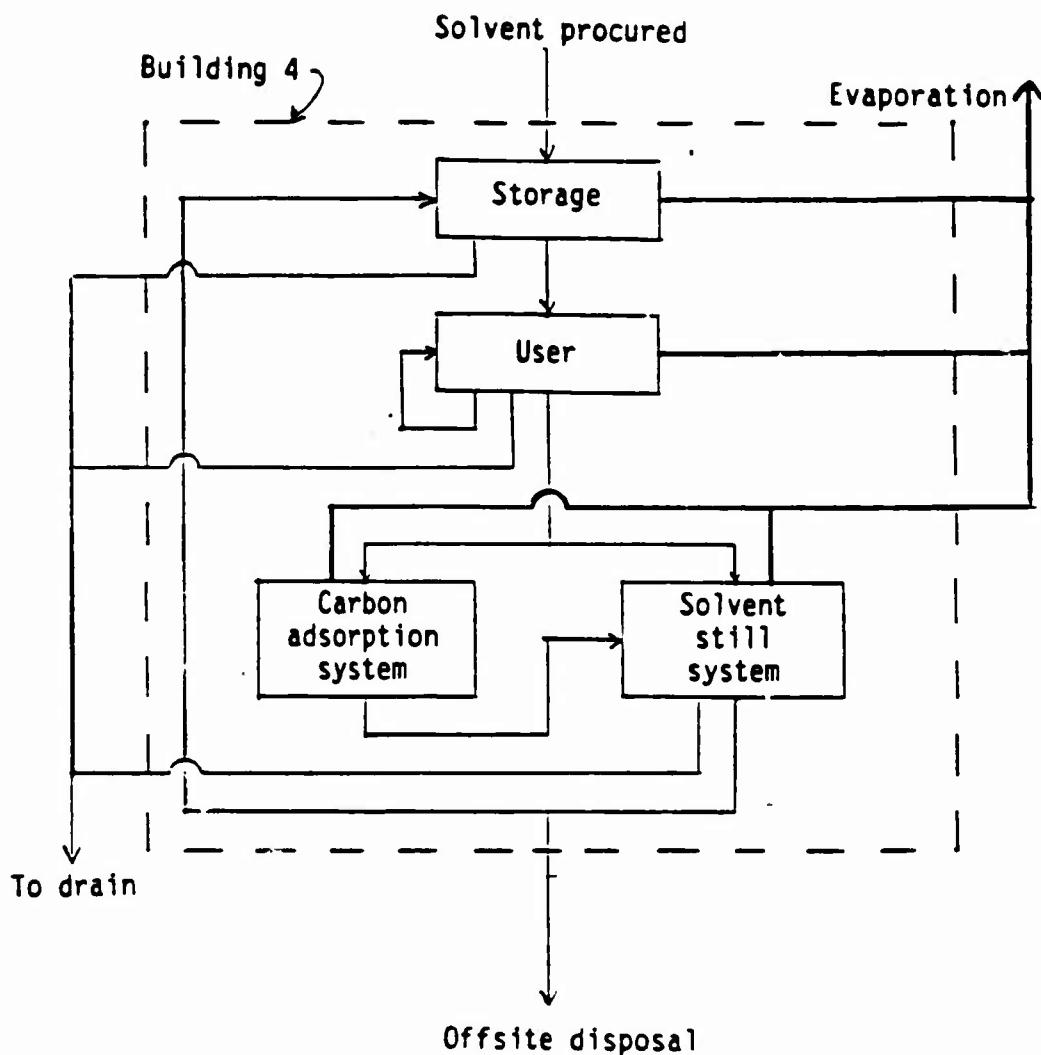 Solvent procured
Building 4
Evaporation
Storage
User
Carbon
adsorption
system
Solvent
still
system
To drain
Offsite disposal